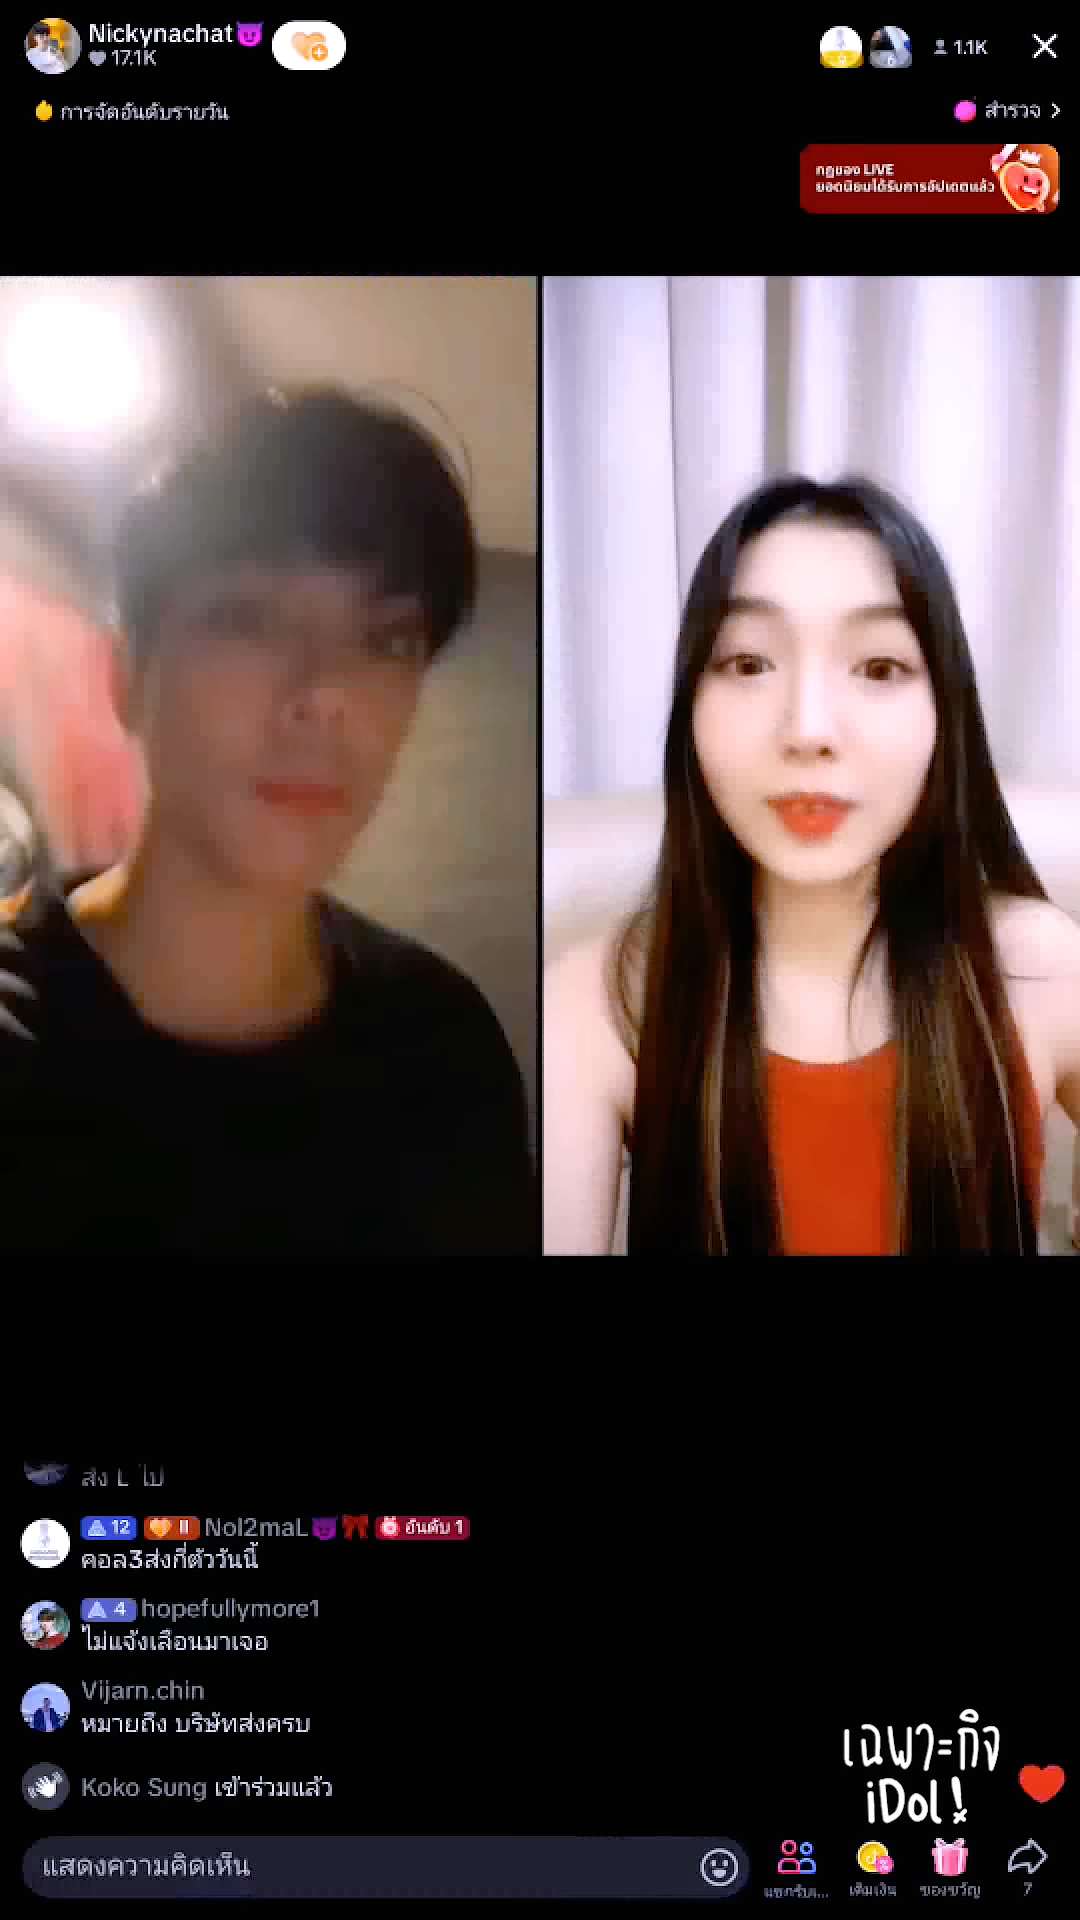 Nickynachat😈
17.1K
1.1K
การจัดอันดับรายวัน
สำรวจ
กฎของ LIVE
ยอดนิยมได้รับการอัปเดตแล้ว
ส่ง L ไป
12 II Nol2maL😈🎀 อันดับ 1
คอล3ส่งกี่ตัววันนี้
4 hopefullymore1
ไม่แจ้งเลื่อนมาเจอ
Vijarn.chin
หมายถึง บริษัทส่งครบ
Koko Sung เข้าร่วมแล้ว
เฉพาะกิจ
iDol!
แสดงความคิดเห็น
แขกรับเ...
เติมเงิน
ของขวัญ
7